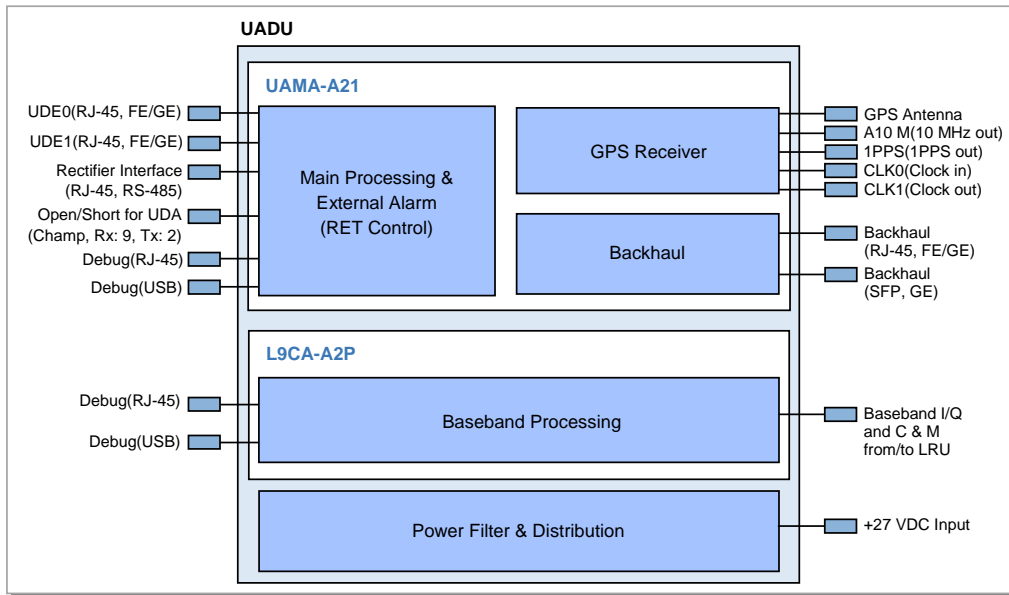 UADU
UAMA-A21
UDE0(RJ-45, FE/GE)
UDE1(RJ-45, FE/GE)
Rectifier Interface
(RJ-45, RS-485)
Open/Short for UDA
(Champ, Rx: 9, Tx: 2)
Debug(RJ-45)
Debug(USB)
Main Processing &
External Alarm
(RET Control)
GPS Receiver
Backhaul
GPS Antenna
A10 M(10 MHz out)
1PPS(1PPS out)
CLK0(Clock in)
CLK1(Clock out)
Backhaul
(RJ-45, FE/GE)
Backhaul
(SFP, GE)
L9CA-A2P
Debug(RJ-45)
Debug(USB)
Baseband Processing
Baseband I/Q
and C & M
from/to LRU
Power Filter & Distribution
+27 VDC Input